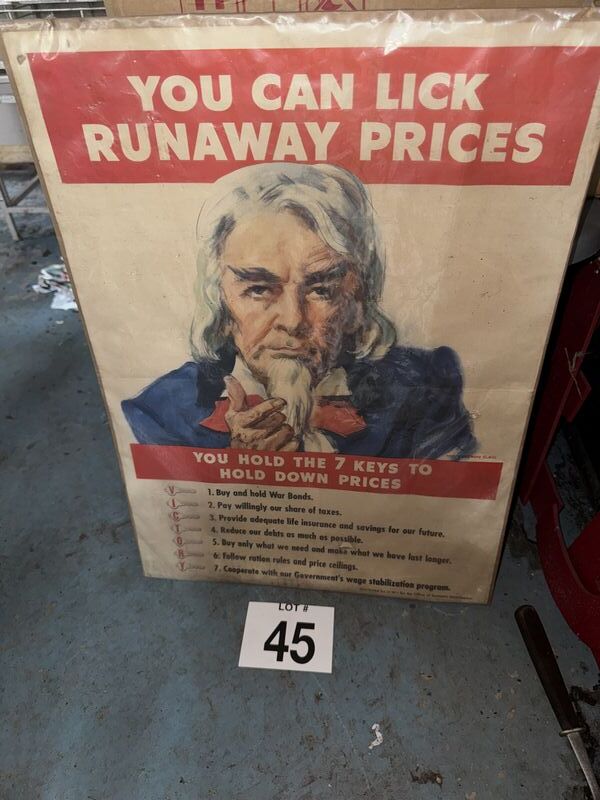 YOU CAN LICK
RUNAWAY PRICES
YOU HOLD THE 7 KEYS TO
HOLD DOWN PRICES
V 1. Buy and hold War Bonds.
I 2. Pay willingly our share of taxes.
C 3. Provide adequate life insurance and savings for our future.
T 4. Reduce our debts as much as possible.
O 5. Buy only what we need and make what we have last longer.
R 6. Follow ration rules and price ceilings.
Y 7. Cooperate with our Government's wage stabilization program.
LOT #
45